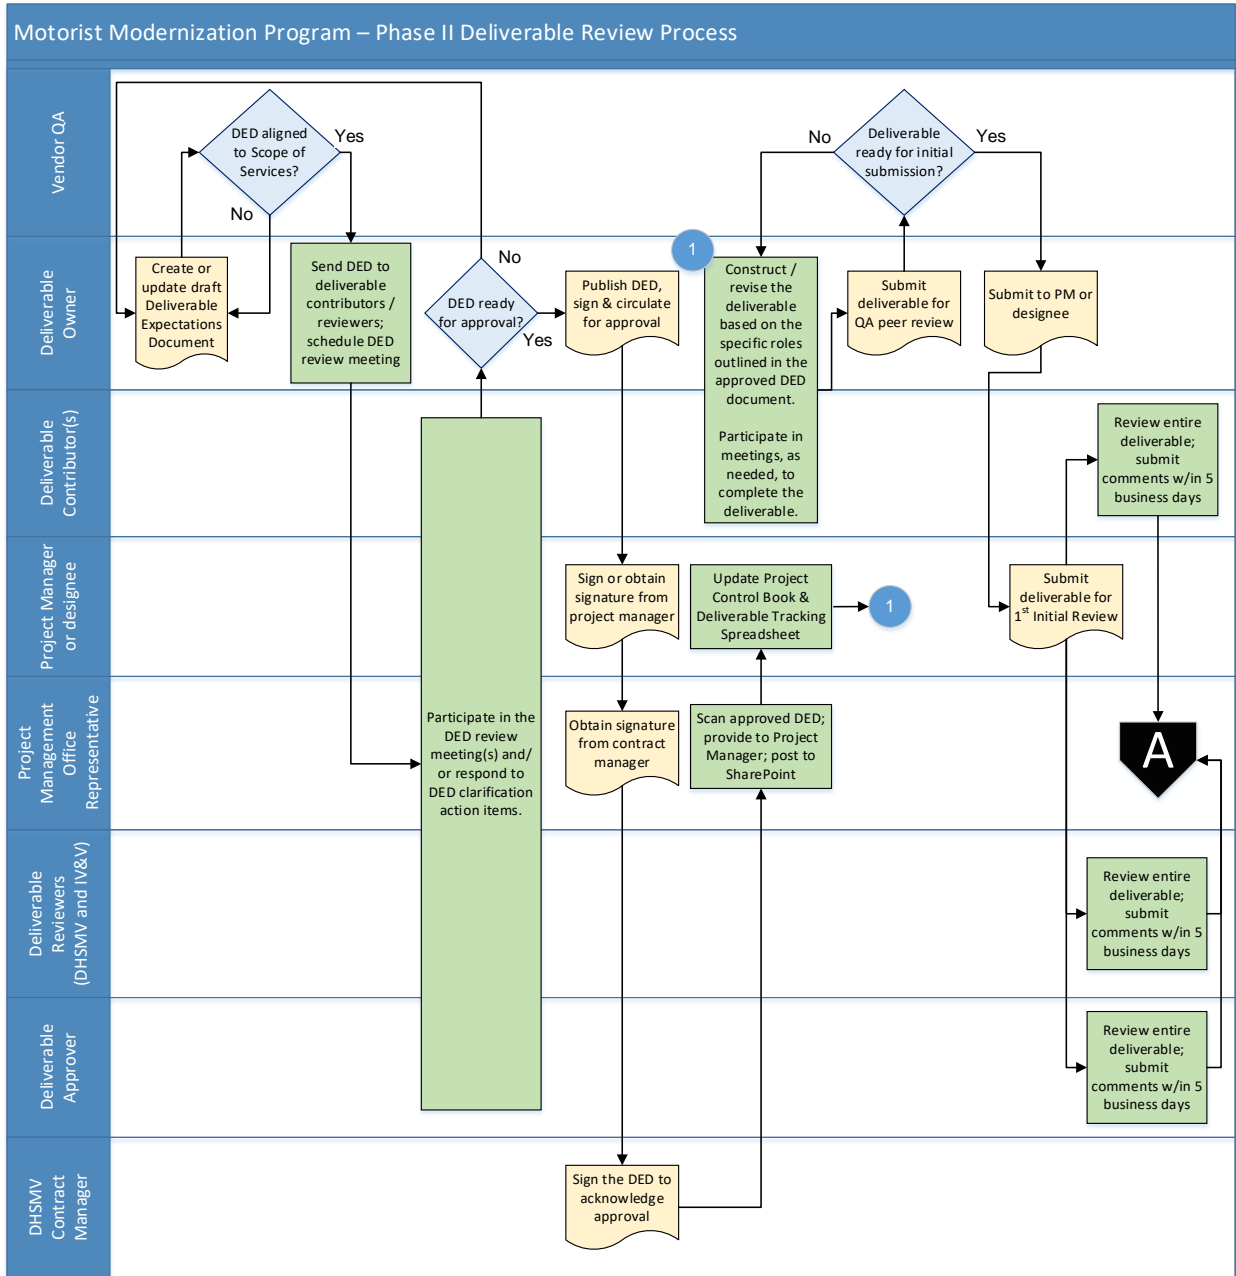 Motorist Modernization Program – Phase II Deliverable Review Process
Vendor QA
DED aligned
to Scope of
Services?
Yes
No
Deliverable
ready for initial
submission?
No
Yes
Deliverable
Owner
Create or
update draft
Deliverable
Expectations
Document
Send DED to
deliverable
contributors /
reviewers;
schedule DED
review meeting
No
DED ready
for approval?
Yes
Publish DED,
sign & circulate
for approval
1
Construct /
revise the
deliverable
based on the
specific roles
outlined in the
approved DED
document.
Participate in
meetings, as
needed, to
complete the
deliverable.
Submit
deliverable for
QA peer review
Submit to PM or
designee
Deliverable
Contributor(s)
Review entire
deliverable;
submit
comments w/in 5
business days
Project Manager
or designee
Sign or obtain
signature from
project manager
Update Project
Control Book &
Deliverable Tracking
Spreadsheet
1
Submit
deliverable for
1st Initial Review
Project
Management
Office
Representative
Participate in the
DED review
meeting(s) and/
or respond to
DED clarification
action items.
Obtain signature
from contract
manager
Scan approved DED;
provide to Project
Manager; post to
SharePoint
A
Deliverable
Reviewers
(DHSMV and IV&V)
Review entire
deliverable;
submit
comments w/in 5
business days
Deliverable
Approver
Review entire
deliverable;
submit
comments w/in 5
business days
DHSMV
Contract
Manager
Sign the DED to
acknowledge
approval